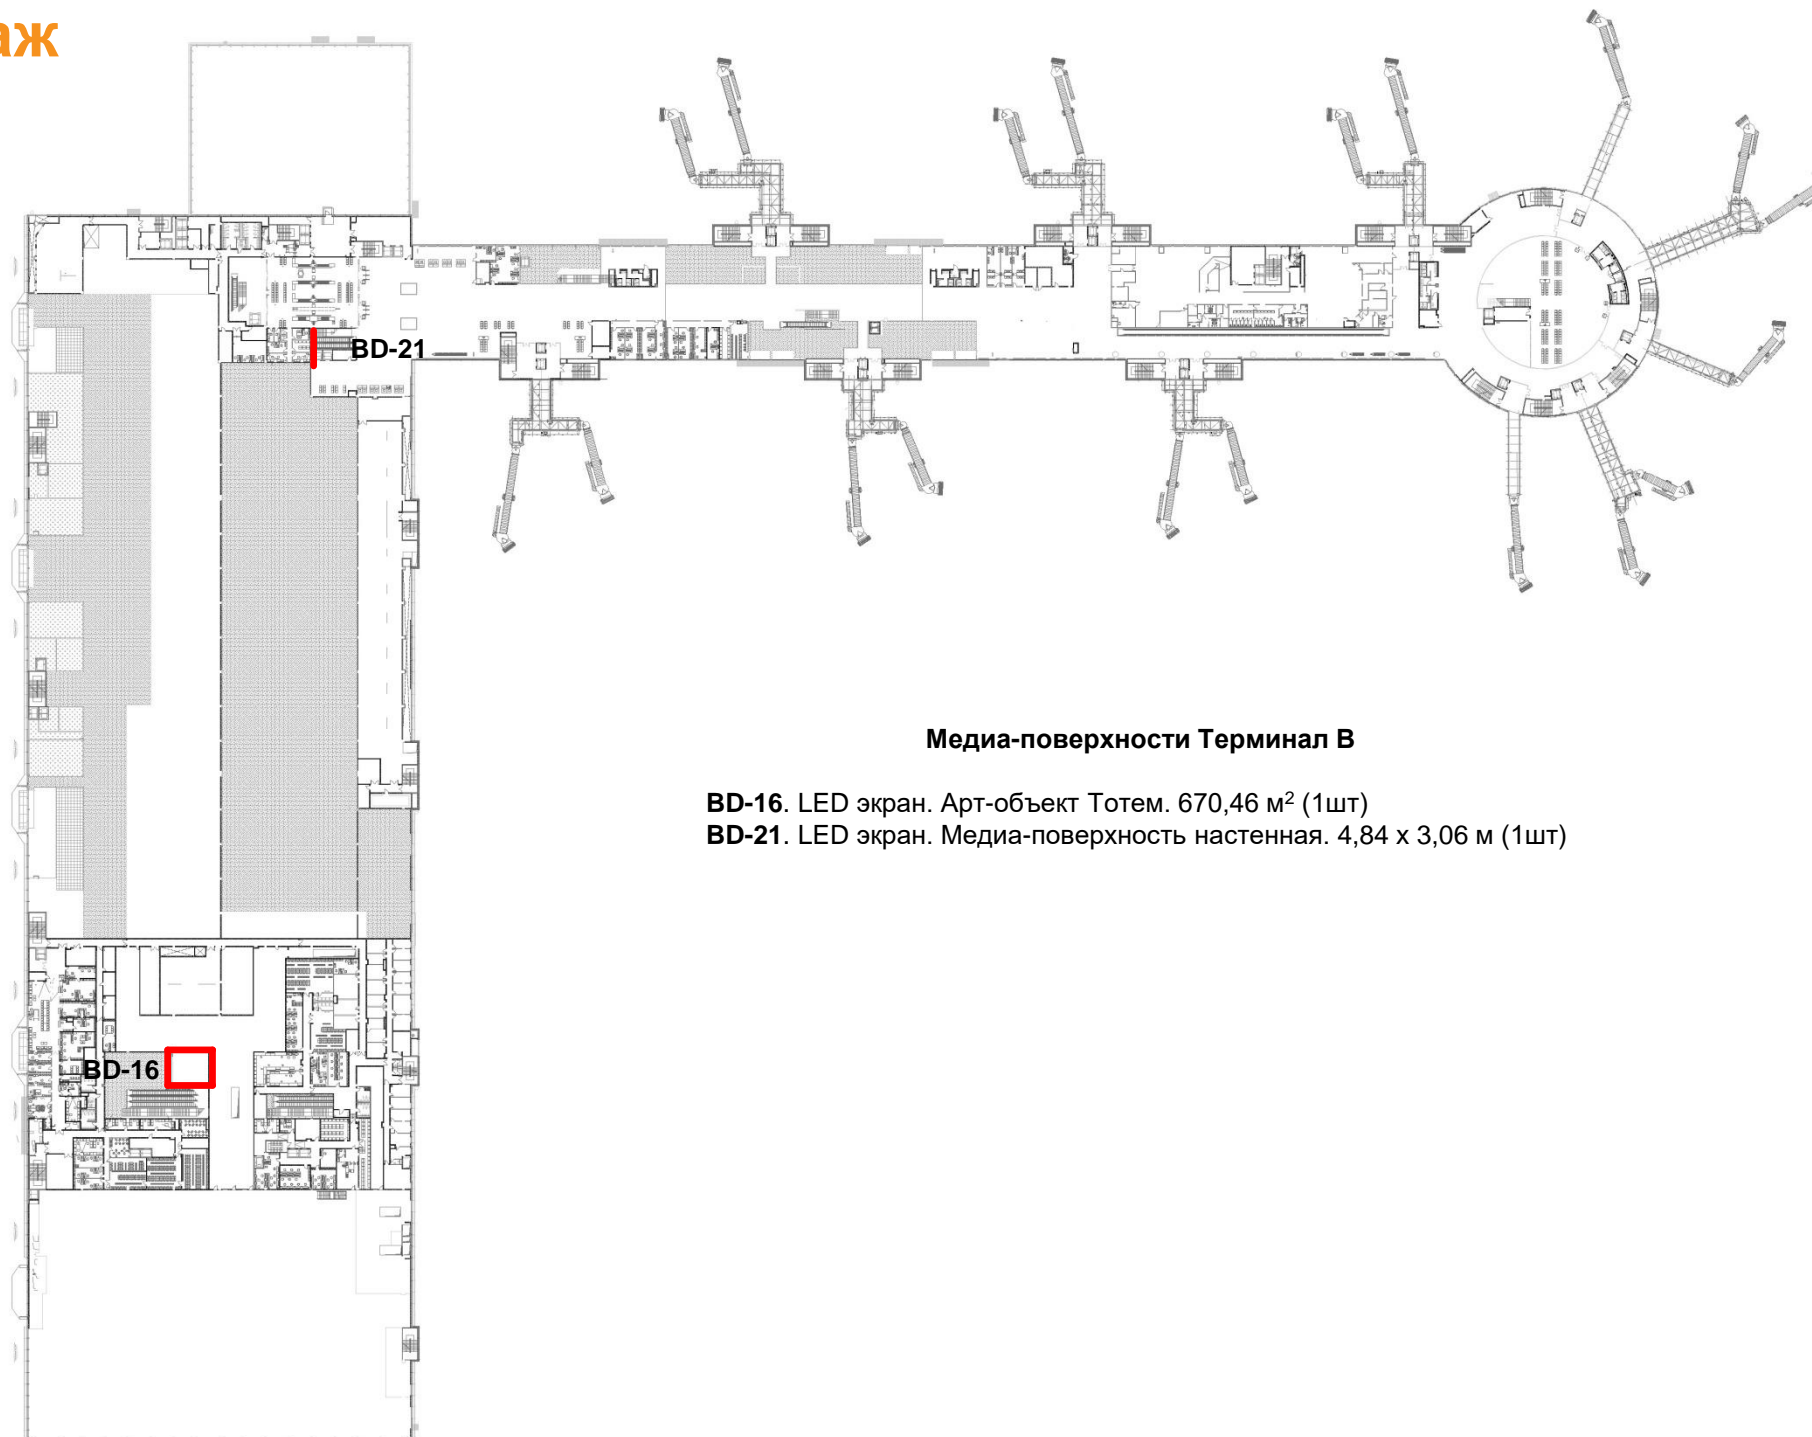 аж
BD-21
Медиа-поверхности Терминал B
BD-16. LED экран. Арт-объект Тотем. 670,46 м² (1шт)
BD-21. LED экран. Медиа-поверхность настенная. 4,84 x 3,06 м (1шт)
BD-16